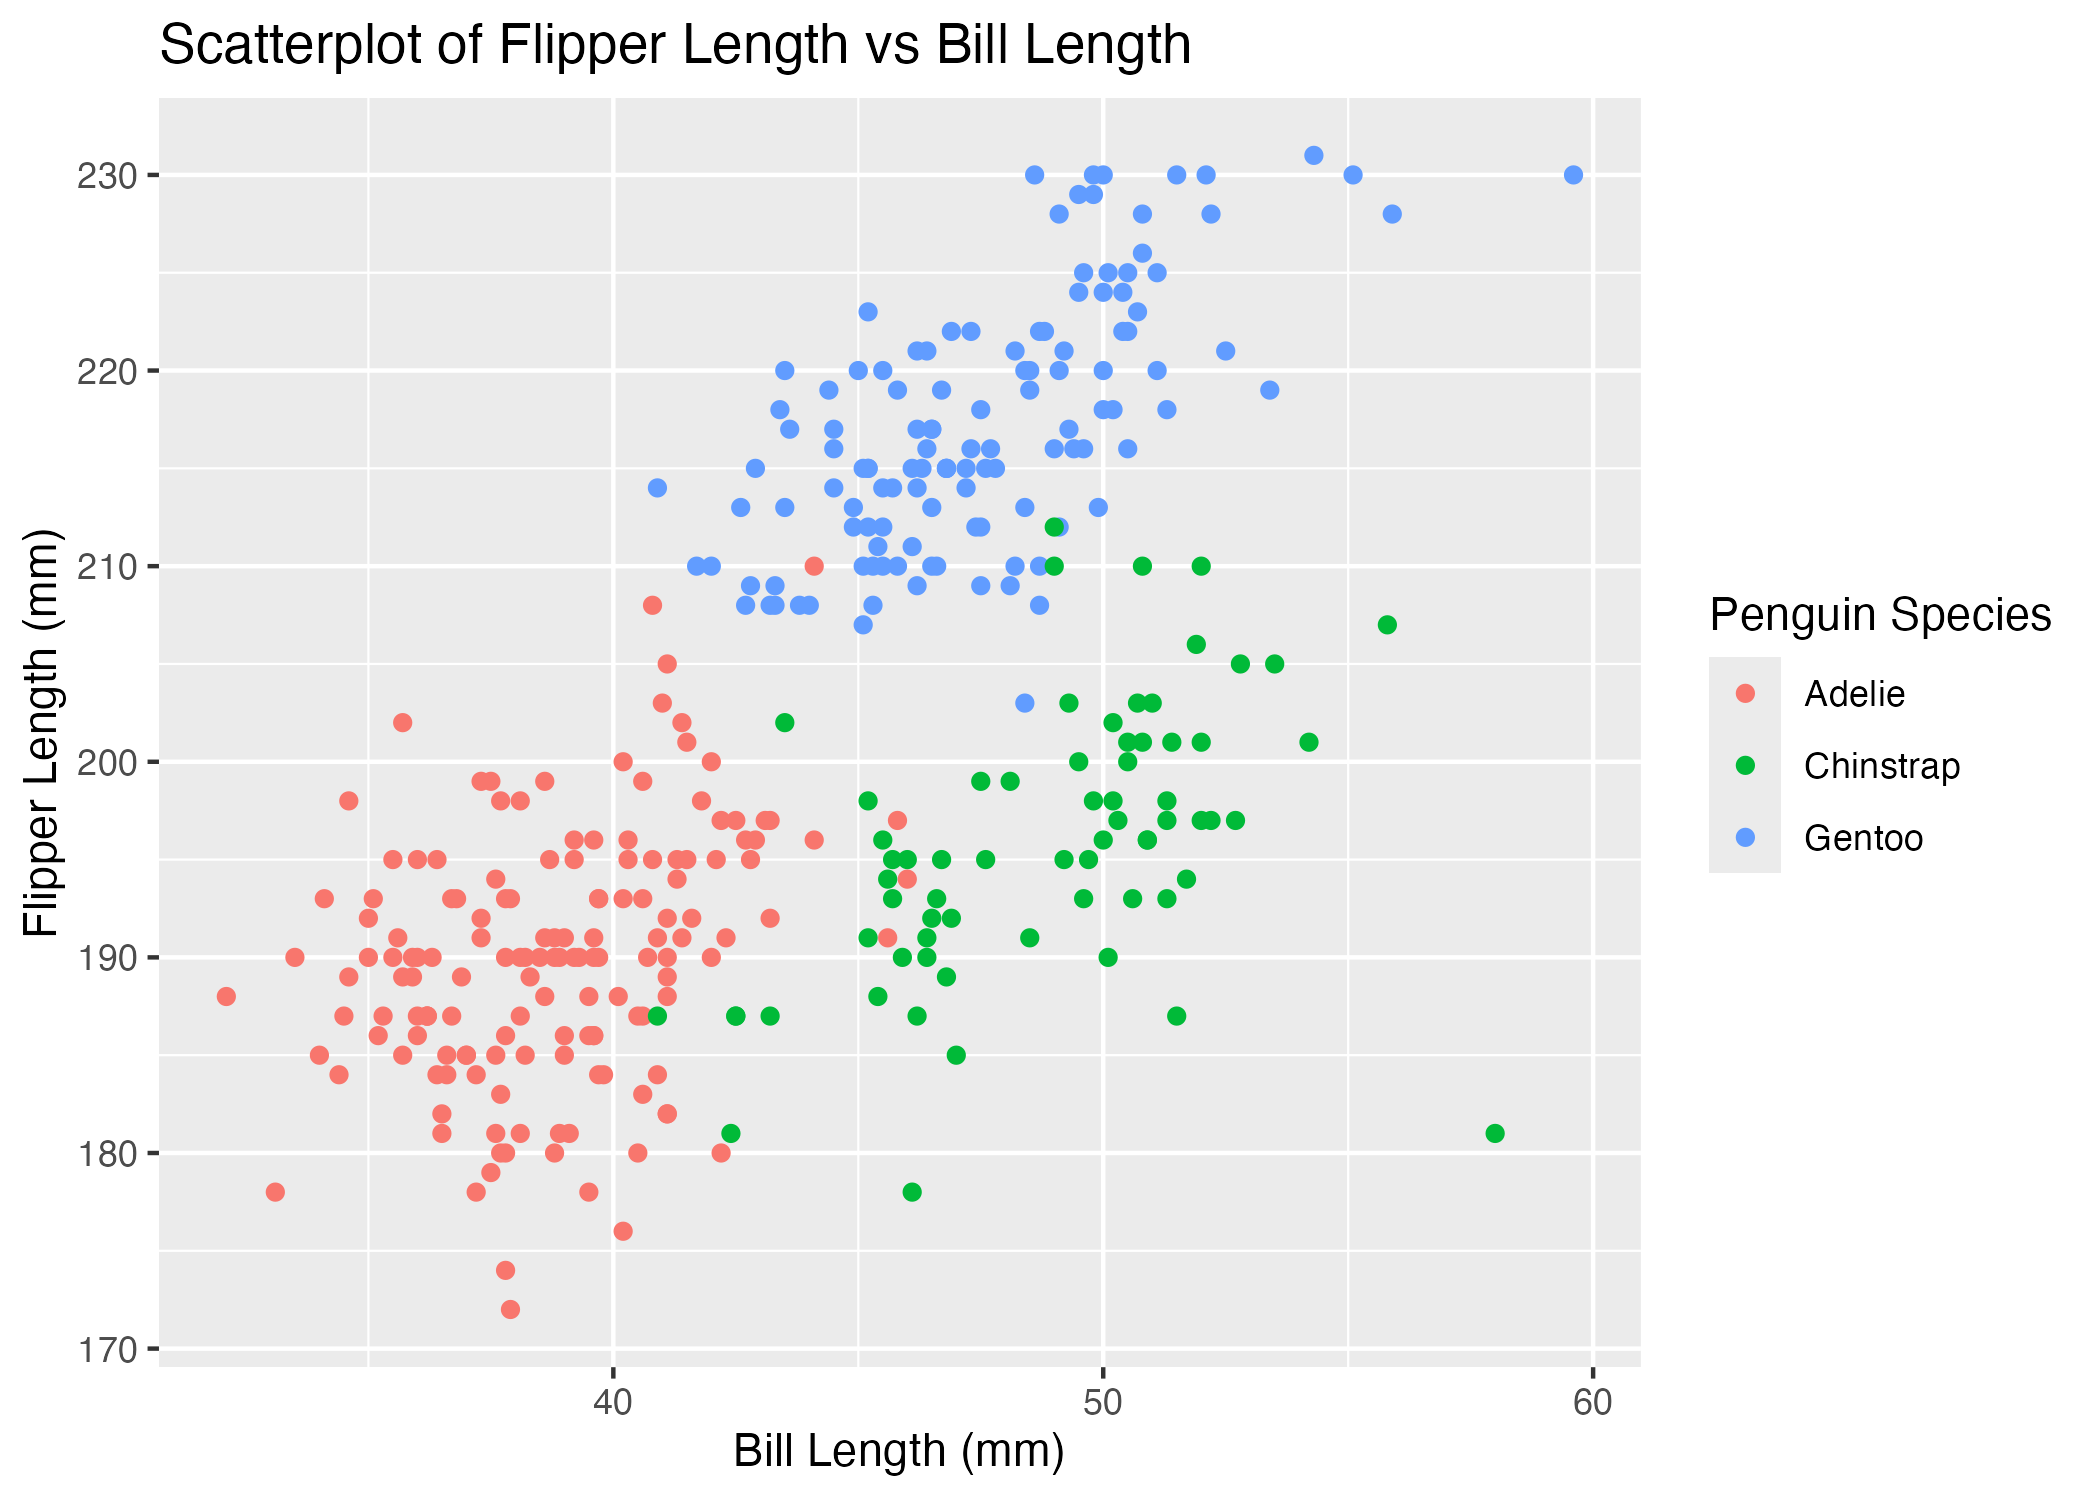 Scatterplot of Flipper Length vs Bill Length
Flipper Length (mm)
230
220
210
200
190
180
170
40 50 60
Bill Length (mm)
Penguin Species
Adelie
Chinstrap
Gentoo